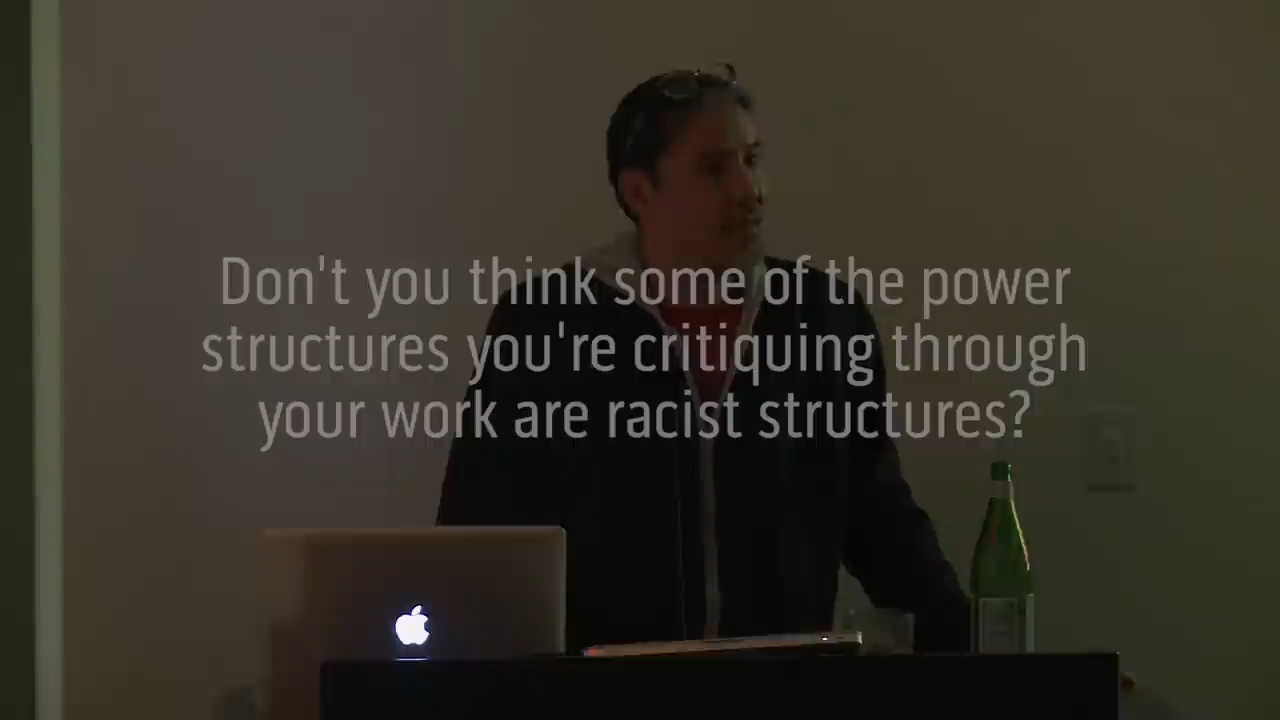 Don't you think some of the power
structures you're critiquing through
your work are racist structures?